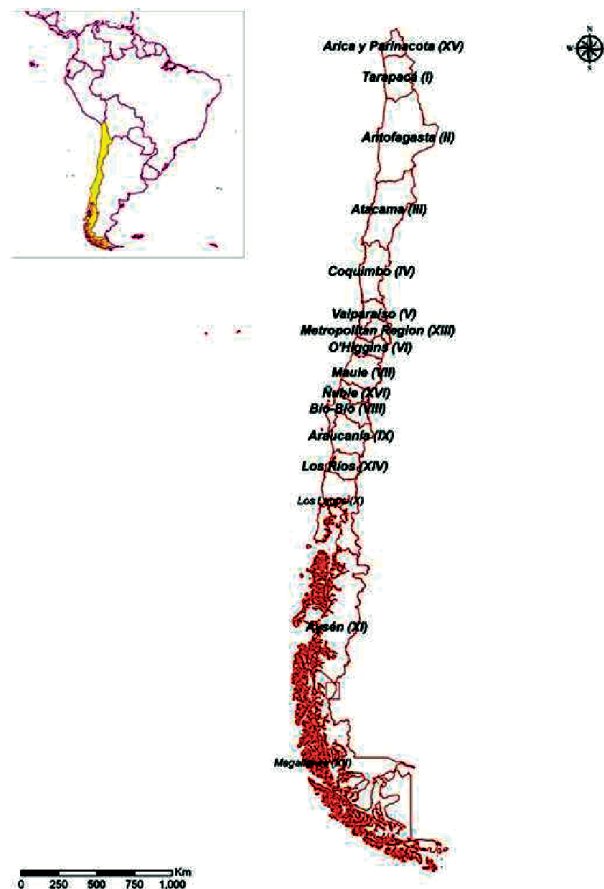 Arica y Parinacota (XV)
Tarapacá (I)
Antofagasta (II)
Atacama (III)
Coquimbo (IV)
Valparaíso (V)
Metropolitan Region (XIII)
O'Higgins (VI)
Maule (VII)
Ñuble (XVI)
Bío-Bío (VIII)
Araucanía (IX)
Los Ríos (XIV)
Los Lagos (X)
Aysén (XI)
Magallanes (XII)
Km
0 250 500 750 1.000